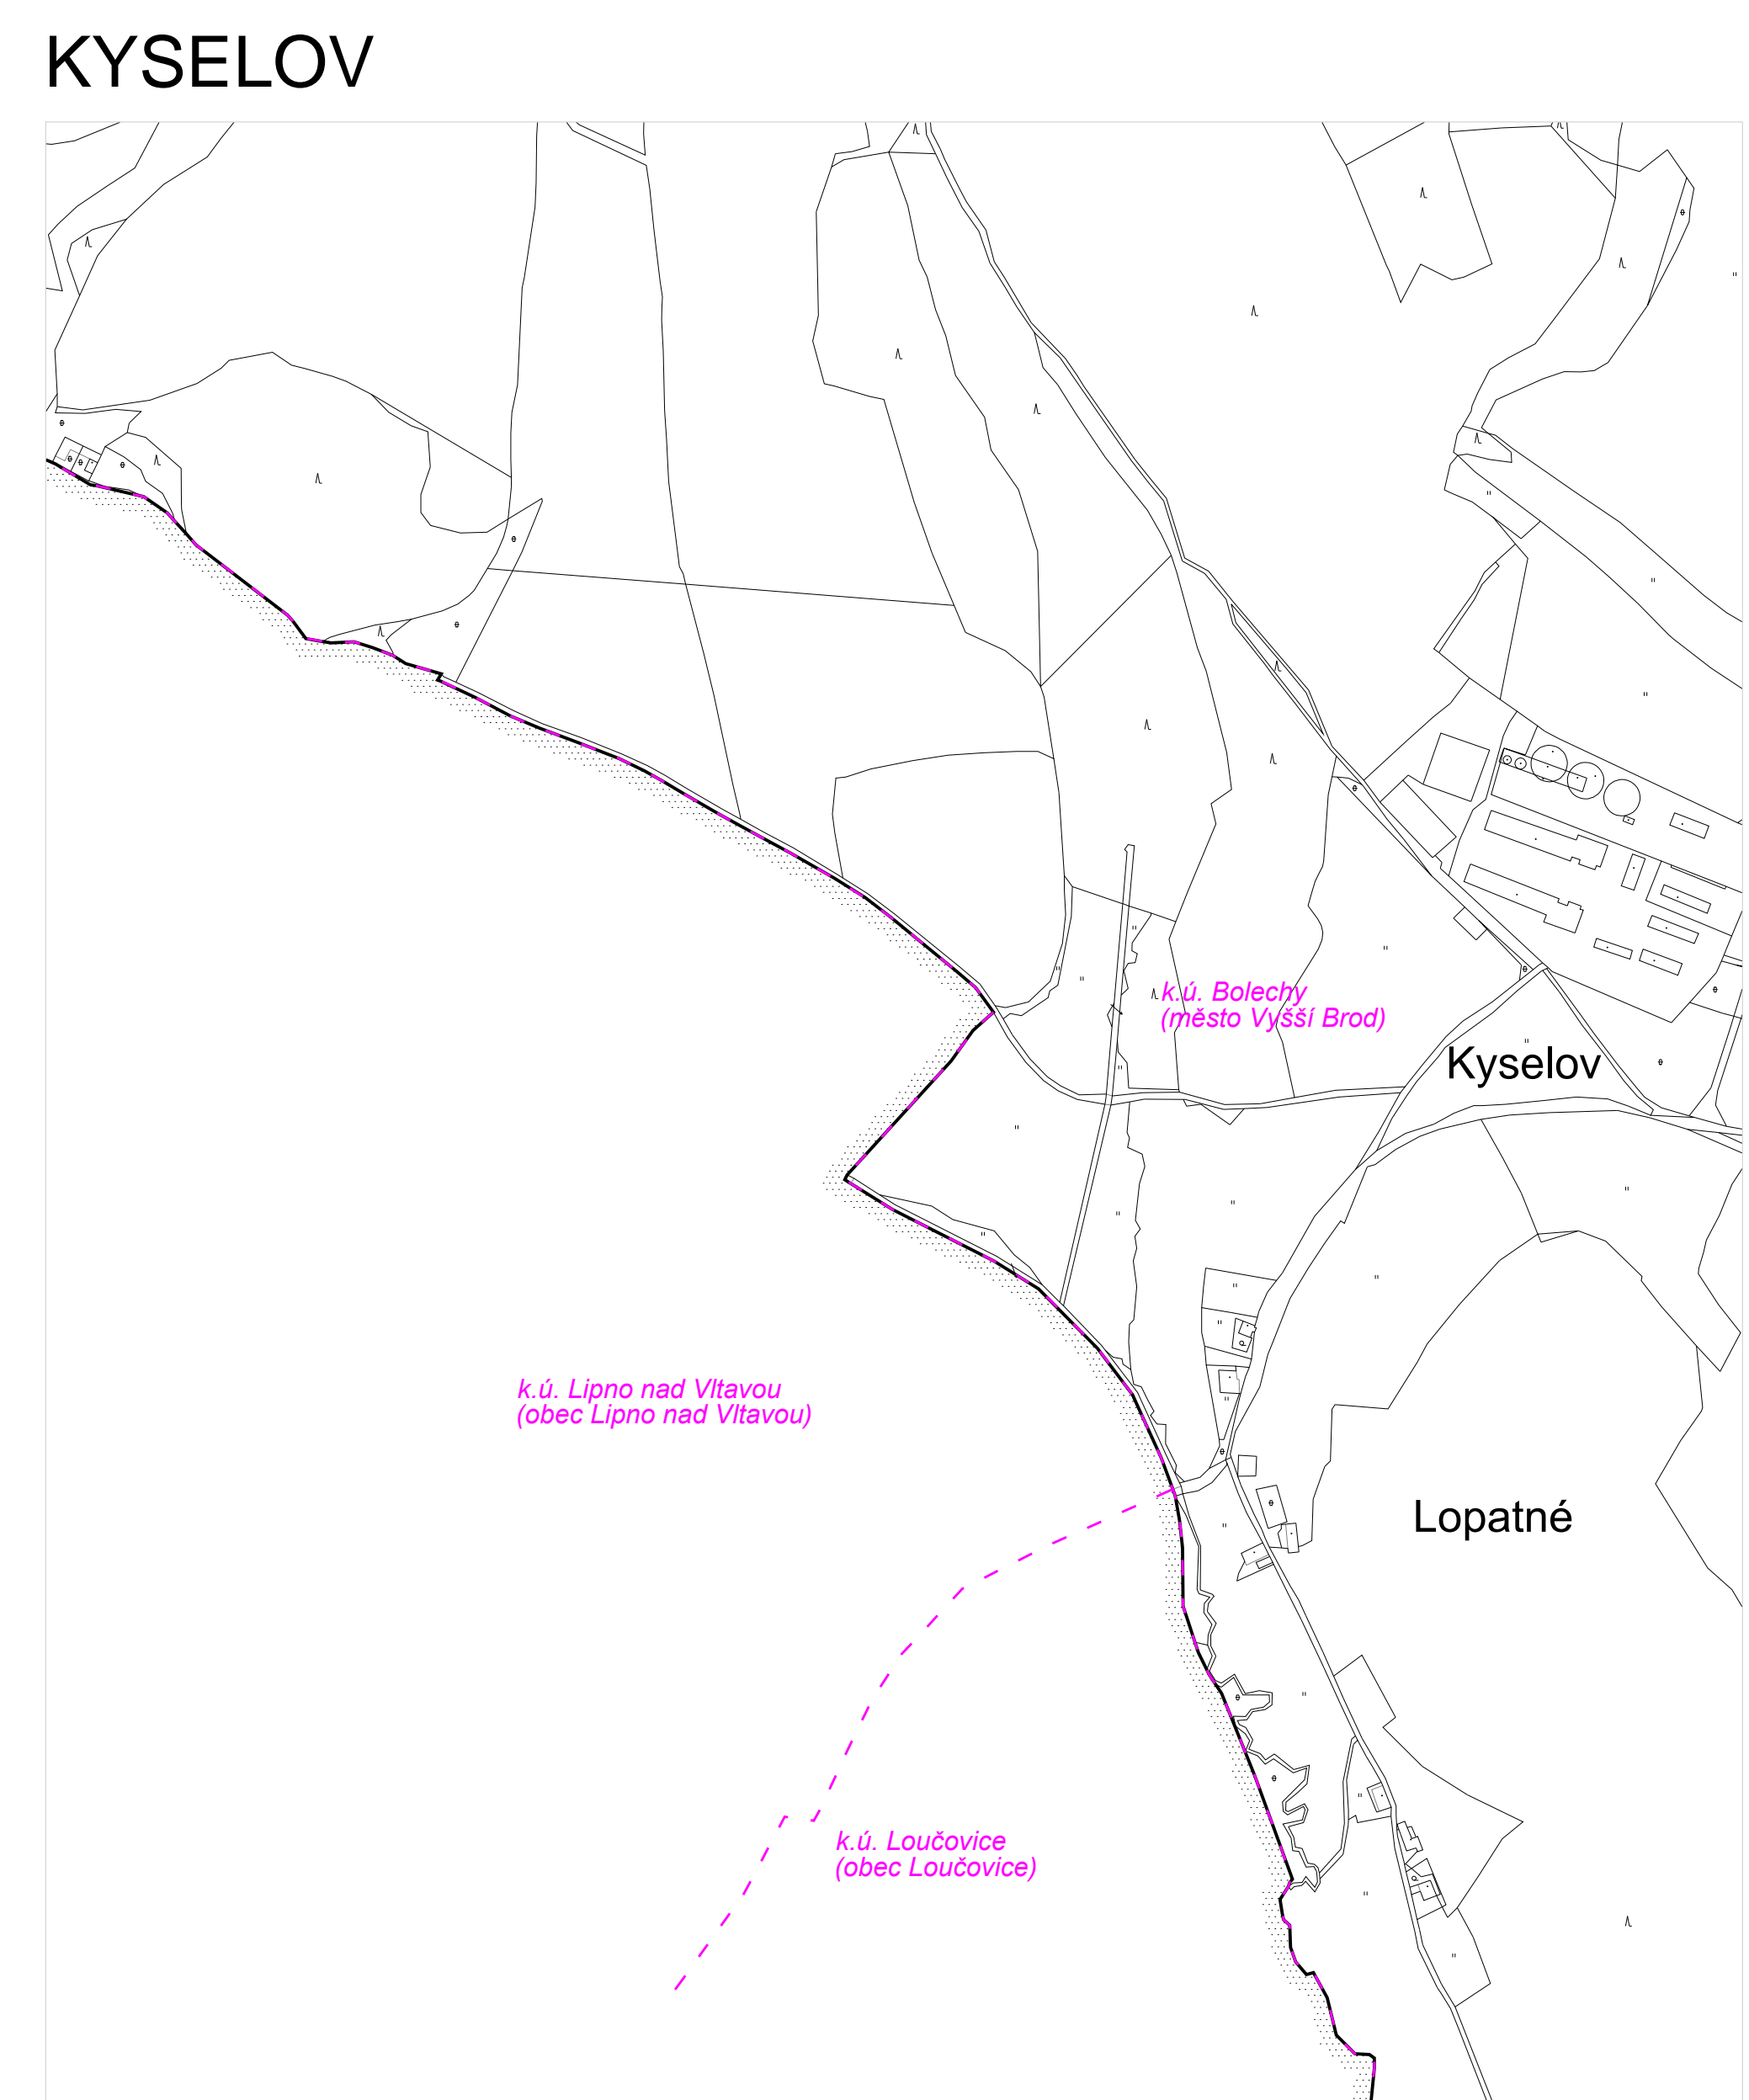 KYSELOV
k.ú. Bolechy
(město Vyšší Brod)
Kyselov
k.ú. Lipno nad Vltavou
(obec Lipno nad Vltavou)
Lopatné
k.ú. Loučovice
(obec Loučovice)